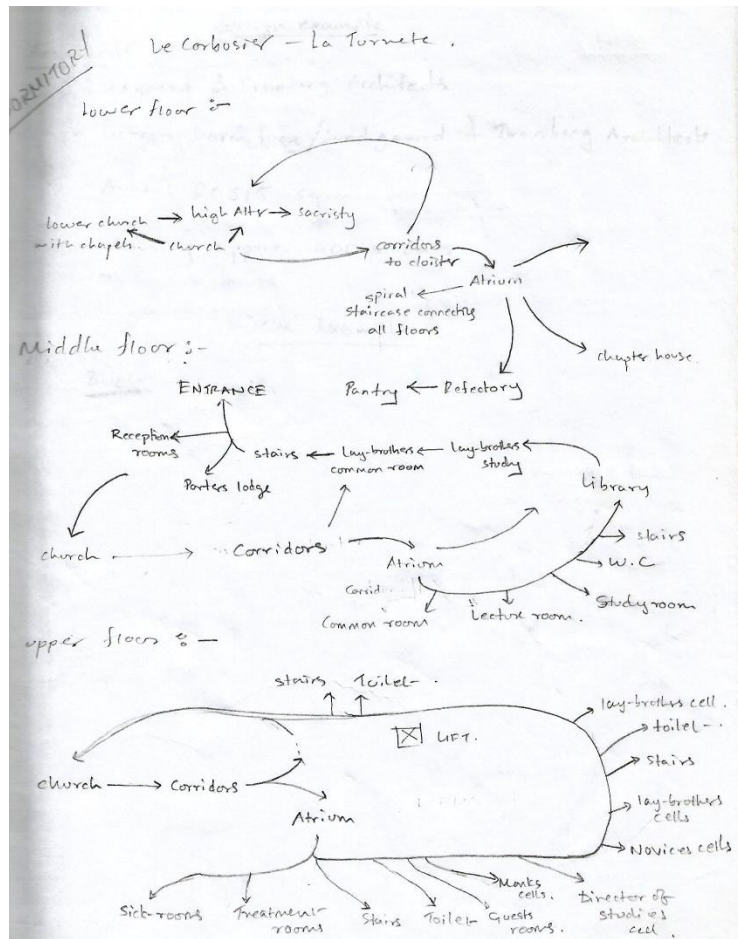 DORMITORY
Le Corbosier - La Turnete .
Lower floor :-
lower church → high Altr → sacristy
with chapels.
church
corridors
to cloister
Atrium
spiral
staircase connecting
all floors
chapter house.
Pantry ← Refectory
Middle floor :-
ENTRANCE
Reception
rooms
Porters lodge
stairs ← lay-brothers
common room
lay-brothers
study
Library
church → Corridors
Atrium
stairs
W.C
Study room
Lecture room.
Corrid
Common room
upper floors :-
stairs Toilet.
LIFT.
lay-brothers cell.
toilet.
stairs
lay-brothers
cells
Novices cells
church → Corridors
Atrium
Sick-rooms
Treatment-
rooms
Stairs
Toilet
Guests
rooms.
Monks
cells.
Director of
studies
cell.